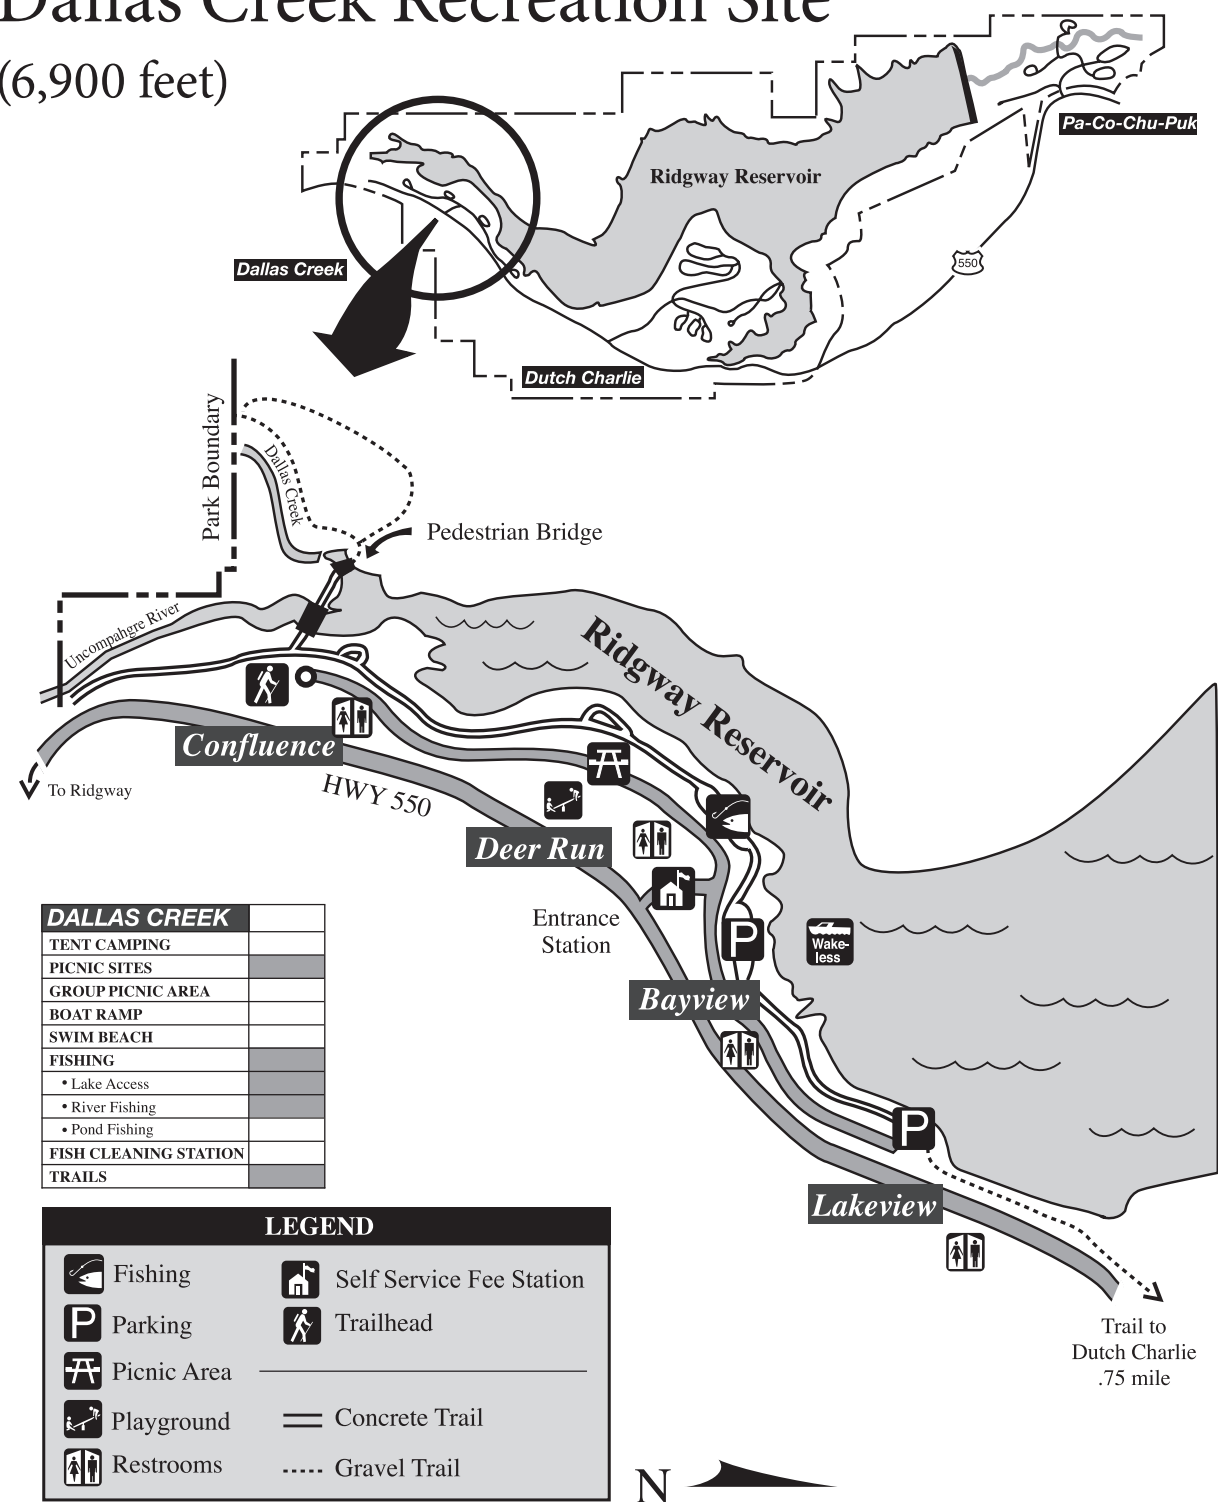 Dallas Creek Recreation Site
(6,900 feet)
Pa-Co-Chu-Puk
Ridgway Reservoir
550
Dallas Creek
Dutch Charlie
Park Boundary
Dallas Creek
Pedestrian Bridge
Uncompahgre River
Ridgway Reservoir
Confluence
To Ridgway
HWY 550
Deer Run
Entrance
Station
P
Wake-
less
Bayview
P
Lakeview
Trail to
Dutch Charlie
.75 mile
DALLAS CREEK
TENT CAMPING
PICNIC SITES
GROUP PICNIC AREA
BOAT RAMP
SWIM BEACH
FISHING
• Lake Access
• River Fishing
• Pond Fishing
FISH CLEANING STATION
TRAILS
LEGEND
Fishing
P Parking
Picnic Area
Playground
Restrooms
Self Service Fee Station
Trailhead
Concrete Trail
Gravel Trail
N